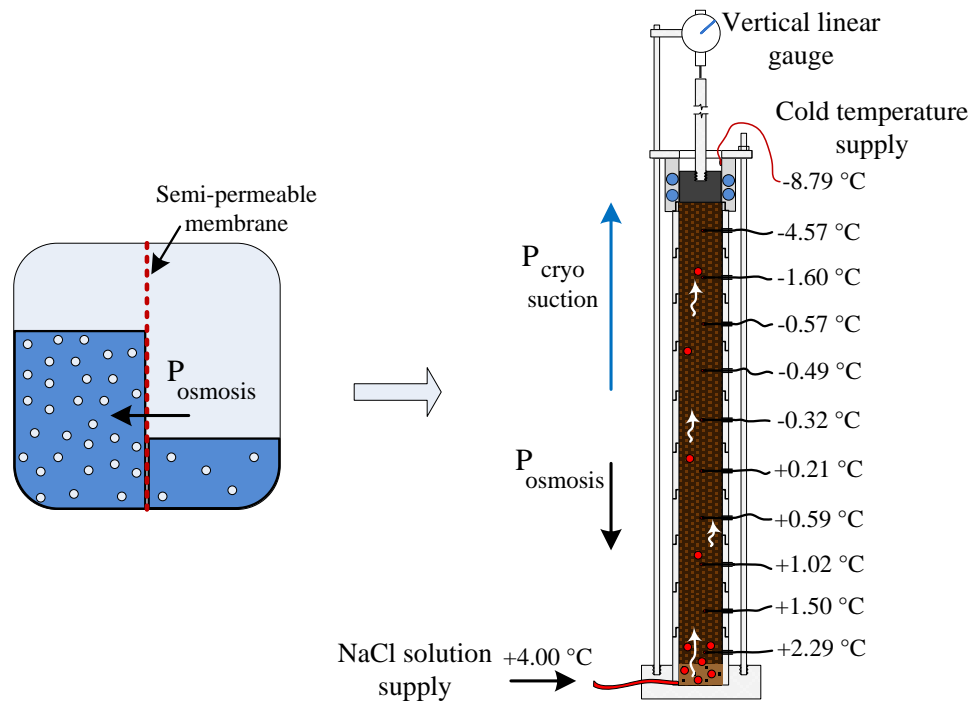 Vertical linear
gauge
Cold temperature
supply
Semi-permeable
membrane
P osmosis
P cryo
suction
P osmosis
-8.79 °C
-4.57 °C
-1.60 °C
-0.57 °C
-0.49 °C
-0.32 °C
+0.21 °C
+0.59 °C
+1.02 °C
+1.50 °C
+2.29 °C
NaCl solution
supply
+4.00 °C